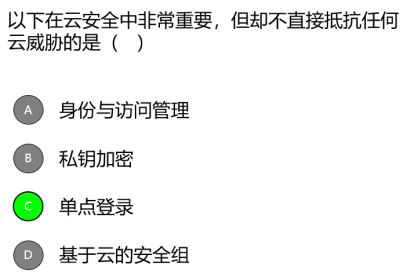 以下在云安全中非常重要，但却不直接抵抗任何
云威胁的是（　）
A 身份与访问管理
B 私钥加密
C 单点登录
D 基于云的安全组